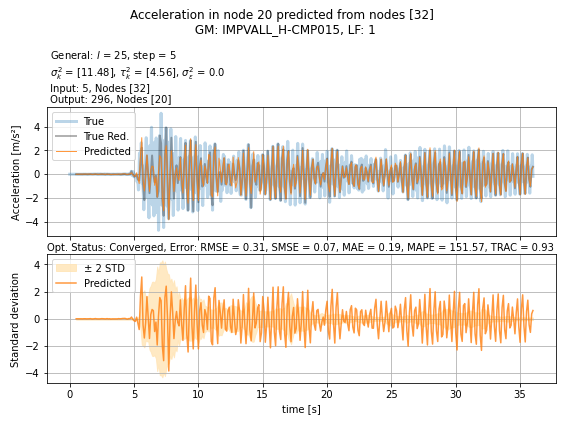 Acceleration in node 20 predicted from nodes [32]
GM: IMPVALL_H-CMP015, LF: 1
General: l = 25, step = 5
σ²ₖ = [11.48], τ²ₖ = [4.56], σ²ε = 0.0
Input: 5, Nodes [32]
Output: 296, Nodes [20]
True
True Red.
Predicted
Acceleration [m/s²]
4
2
0
−2
−4
Opt. Status: Converged, Error: RMSE = 0.31, SMSE = 0.07, MAE = 0.19, MAPE = 151.57, TRAC = 0.93
± 2 STD
Predicted
Standard deviation
4
2
0
−2
−4
0 5 10 15 20 25 30 35
time [s]